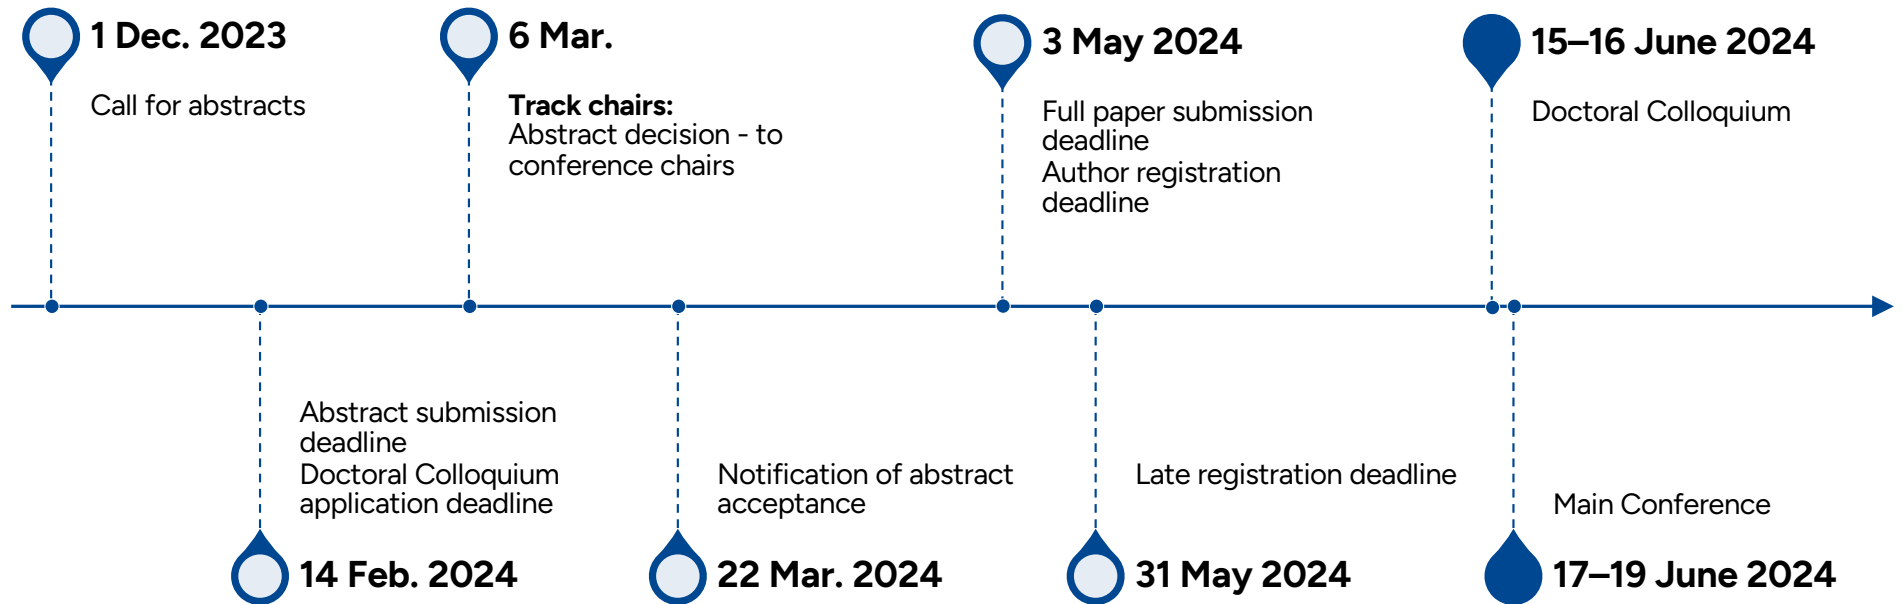 1 Dec. 2023
Call for abstracts
6 Mar.
Track chairs:
Abstract decision - to
conference chairs
3 May 2024
Full paper submission
deadline
Author registration
deadline
15–16 June 2024
Doctoral Colloquium
Abstract submission
deadline
Doctoral Colloquium
application deadline
14 Feb. 2024
Notification of abstract
acceptance
22 Mar. 2024
Late registration deadline
31 May 2024
Main Conference
17–19 June 2024